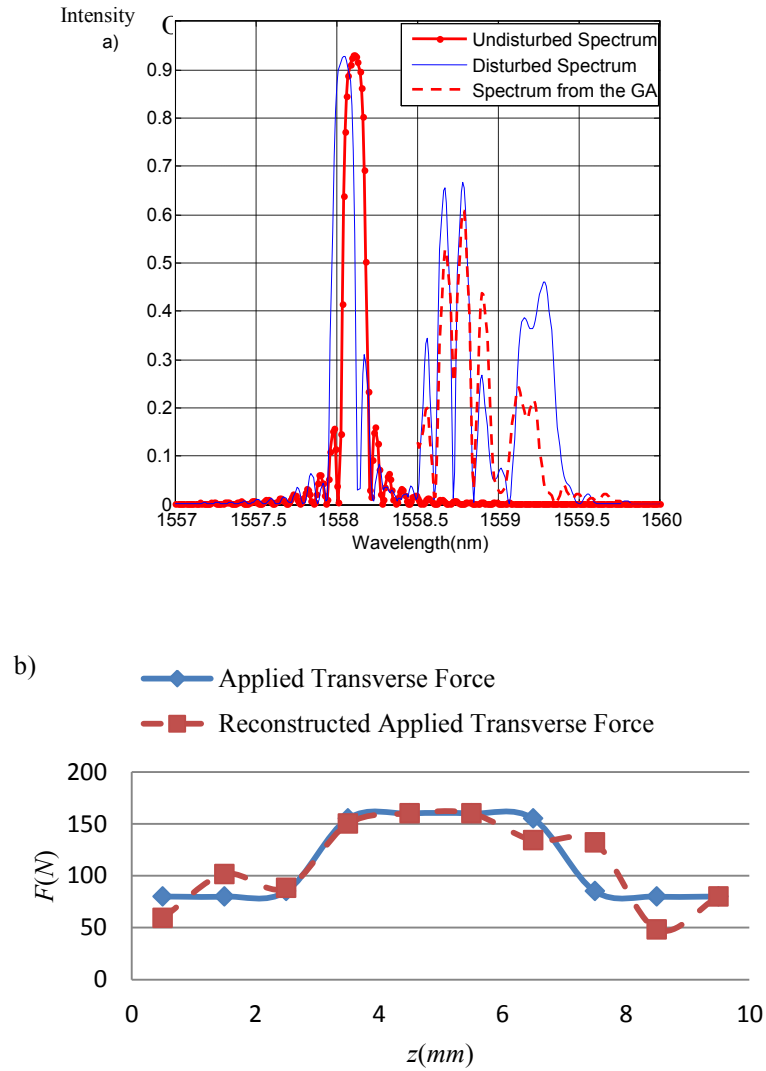 Intensity
a)
Undisturbed Spectrum
Disturbed Spectrum
Spectrum from the GA
0.9
0.8
0.7
0.6
0.5
0.4
0.3
0.2
0.1
0
1557 1557.5 1558 1558.5 1559 1559.5 1560
Wavelength(nm)
b)
Applied Transverse Force
Reconstructed Applied Transverse Force
F(N)
200
150
100
50
0
0 2 4 6 8 10
z(mm)